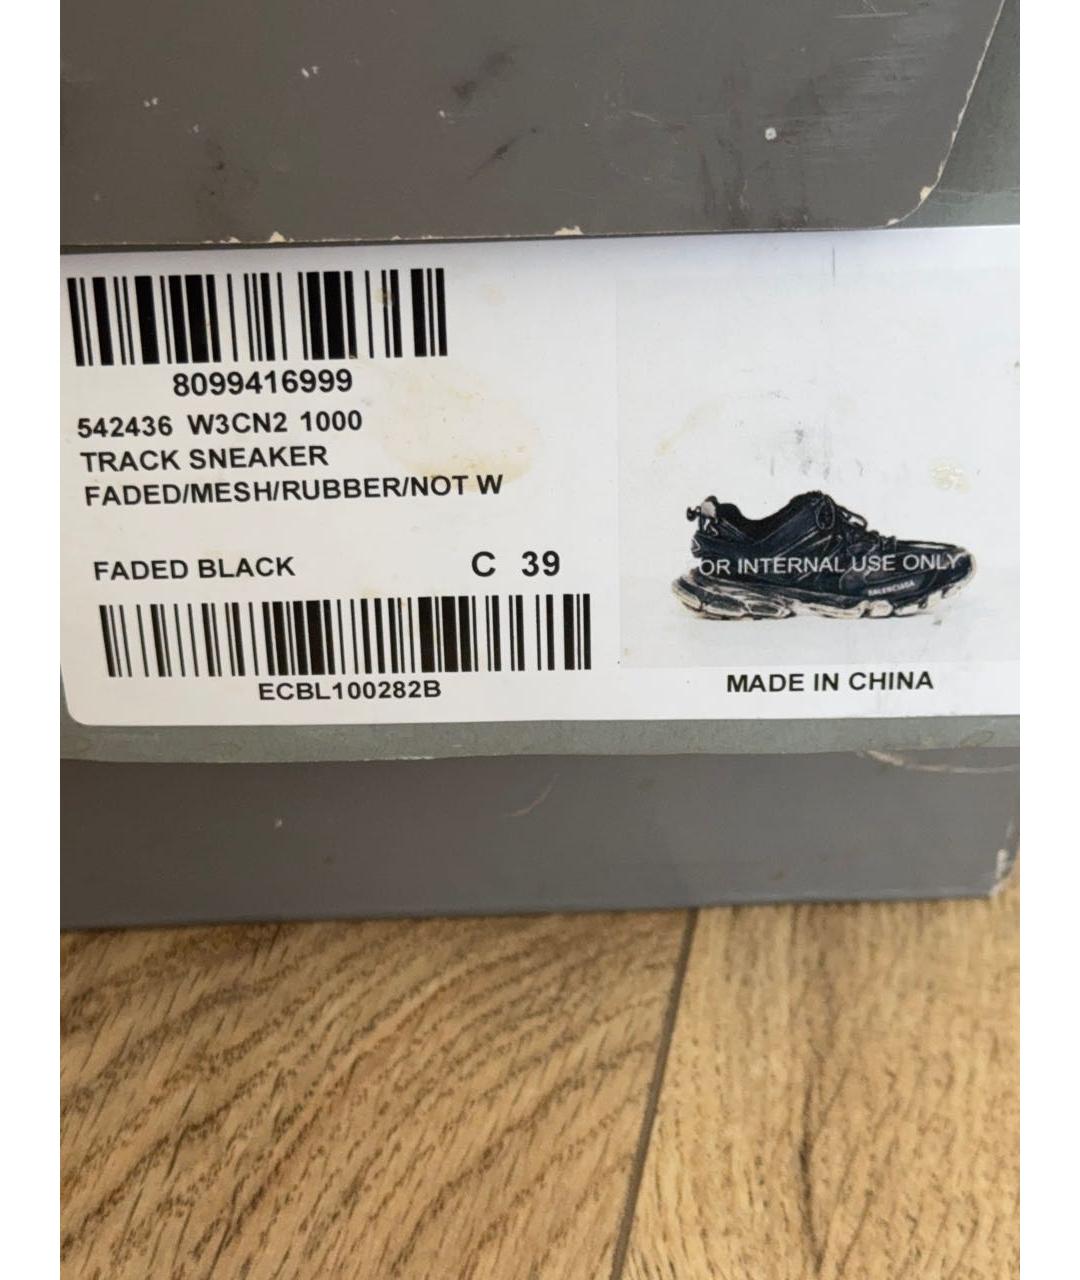 8099416999
542436 W3CN2 1000
TRACK SNEAKER
FADED/MESH/RUBBER/NOT W
FADED BLACK C 39
ECBL100282B
OR INTERNAL USE ONLY
BALENCIAGA
MADE IN CHINA